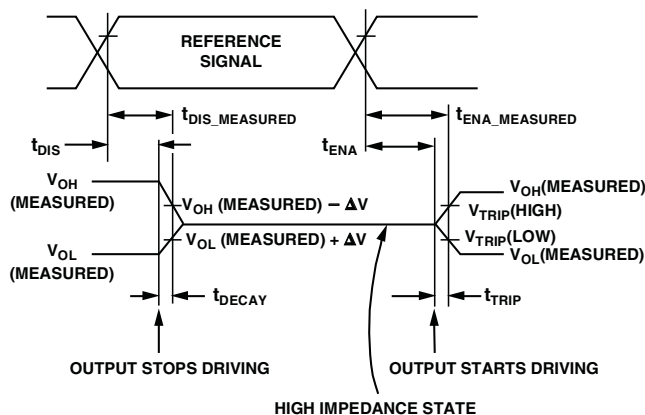 REFERENCE
SIGNAL
tDIS_MEASURED
tENA_MEASURED
tDIS
tENA
VOH
(MEASURED)
VOH (MEASURED) − ΔV
VOH(MEASURED)
VTRIP(HIGH)
VOL
(MEASURED)
VOL (MEASURED) + ΔV
VTRIP(LOW)
VOL(MEASURED)
tDECAY
tTRIP
OUTPUT STOPS DRIVING
OUTPUT STARTS DRIVING
HIGH IMPEDANCE STATE